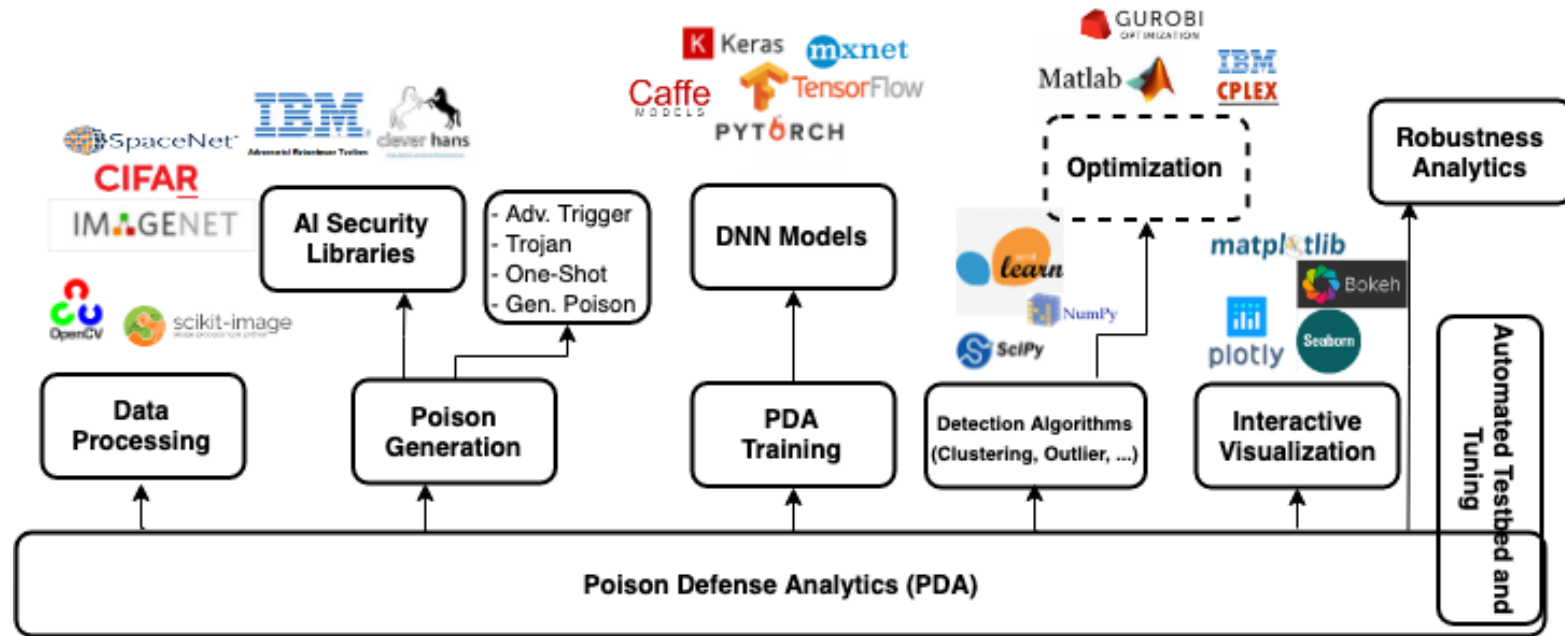 GUROBI
OPTIMIZATION
Keras
mxnet
Matlab
IBM
CPLEX
IBM
Adversarial Robustness Toolbox
clever hans
Caffe
MODELS
TensorFlow
PYTORCH
SpaceNet
CIFAR
IMAGENET
Optimization
Robustness
Analytics
AI Security
Libraries
- Adv. Trigger
- Trojan
- One-Shot
- Gen. Poison
DNN Models
learn
NumPy
SciPy
matplotlib
Bokeh
plotly
Seaborn
OpenCV
scikit-image
Data
Processing
Poison
Generation
PDA
Training
Detection Algorithms
(Clustering, Outlier, ...)
Interactive
Visualization
Automated Testbed and
Tuning
Poison Defense Analytics (PDA)